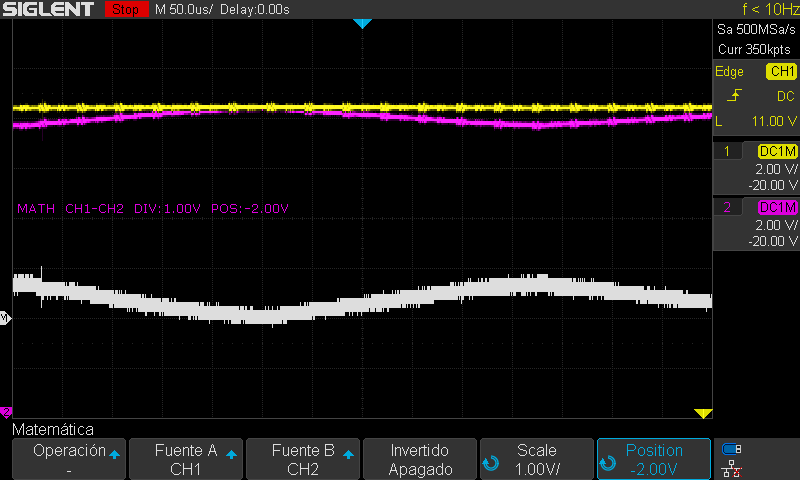 SIGLENT Stop M 50.0us/ Delay:0.00s f < 10Hz
Sa 500MSa/s
Curr 350kpts
Edge CH1
DC
L 11.00 V
1 DC1M
2.00 V/
-20.00 V
2 DC1M
2.00 V/
-20.00 V
MATH CH1-CH2 DIV:1.00V POS:-2.00V
M
2
Matemática
Operación
-
Fuente A
CH1
Fuente B
CH2
Invertido
Apagado
Scale
1.00V/
Position
-2.00V